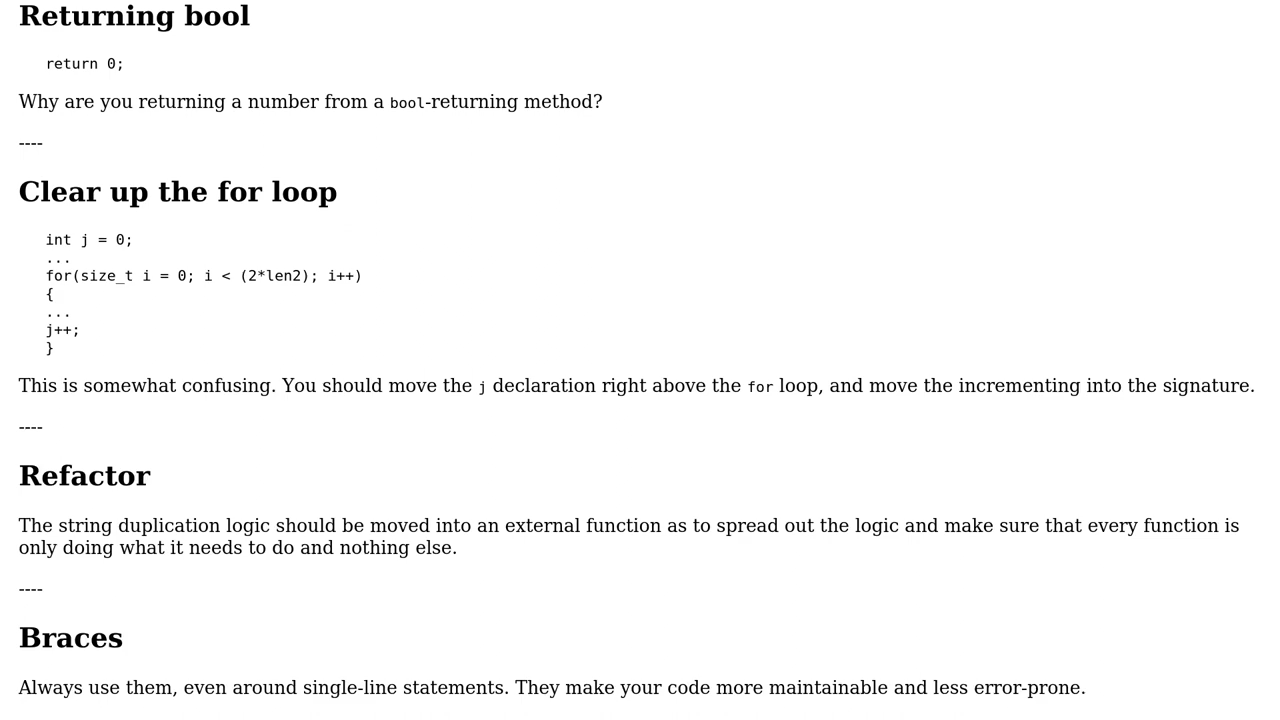 Returning bool
return 0;
Why are you returning a number from a bool-returning method?
----
Clear up the for loop
int j = 0;
...
for(size_t i = 0; i < (2*len2); i++)
{
...
j++;
}
This is somewhat confusing. You should move the j declaration right above the for loop, and move the incrementing into the signature.
----
Refactor
The string duplication logic should be moved into an external function as to spread out the logic and make sure that every function is
only doing what it needs to do and nothing else.
----
Braces
Always use them, even around single-line statements. They make your code more maintainable and less error-prone.